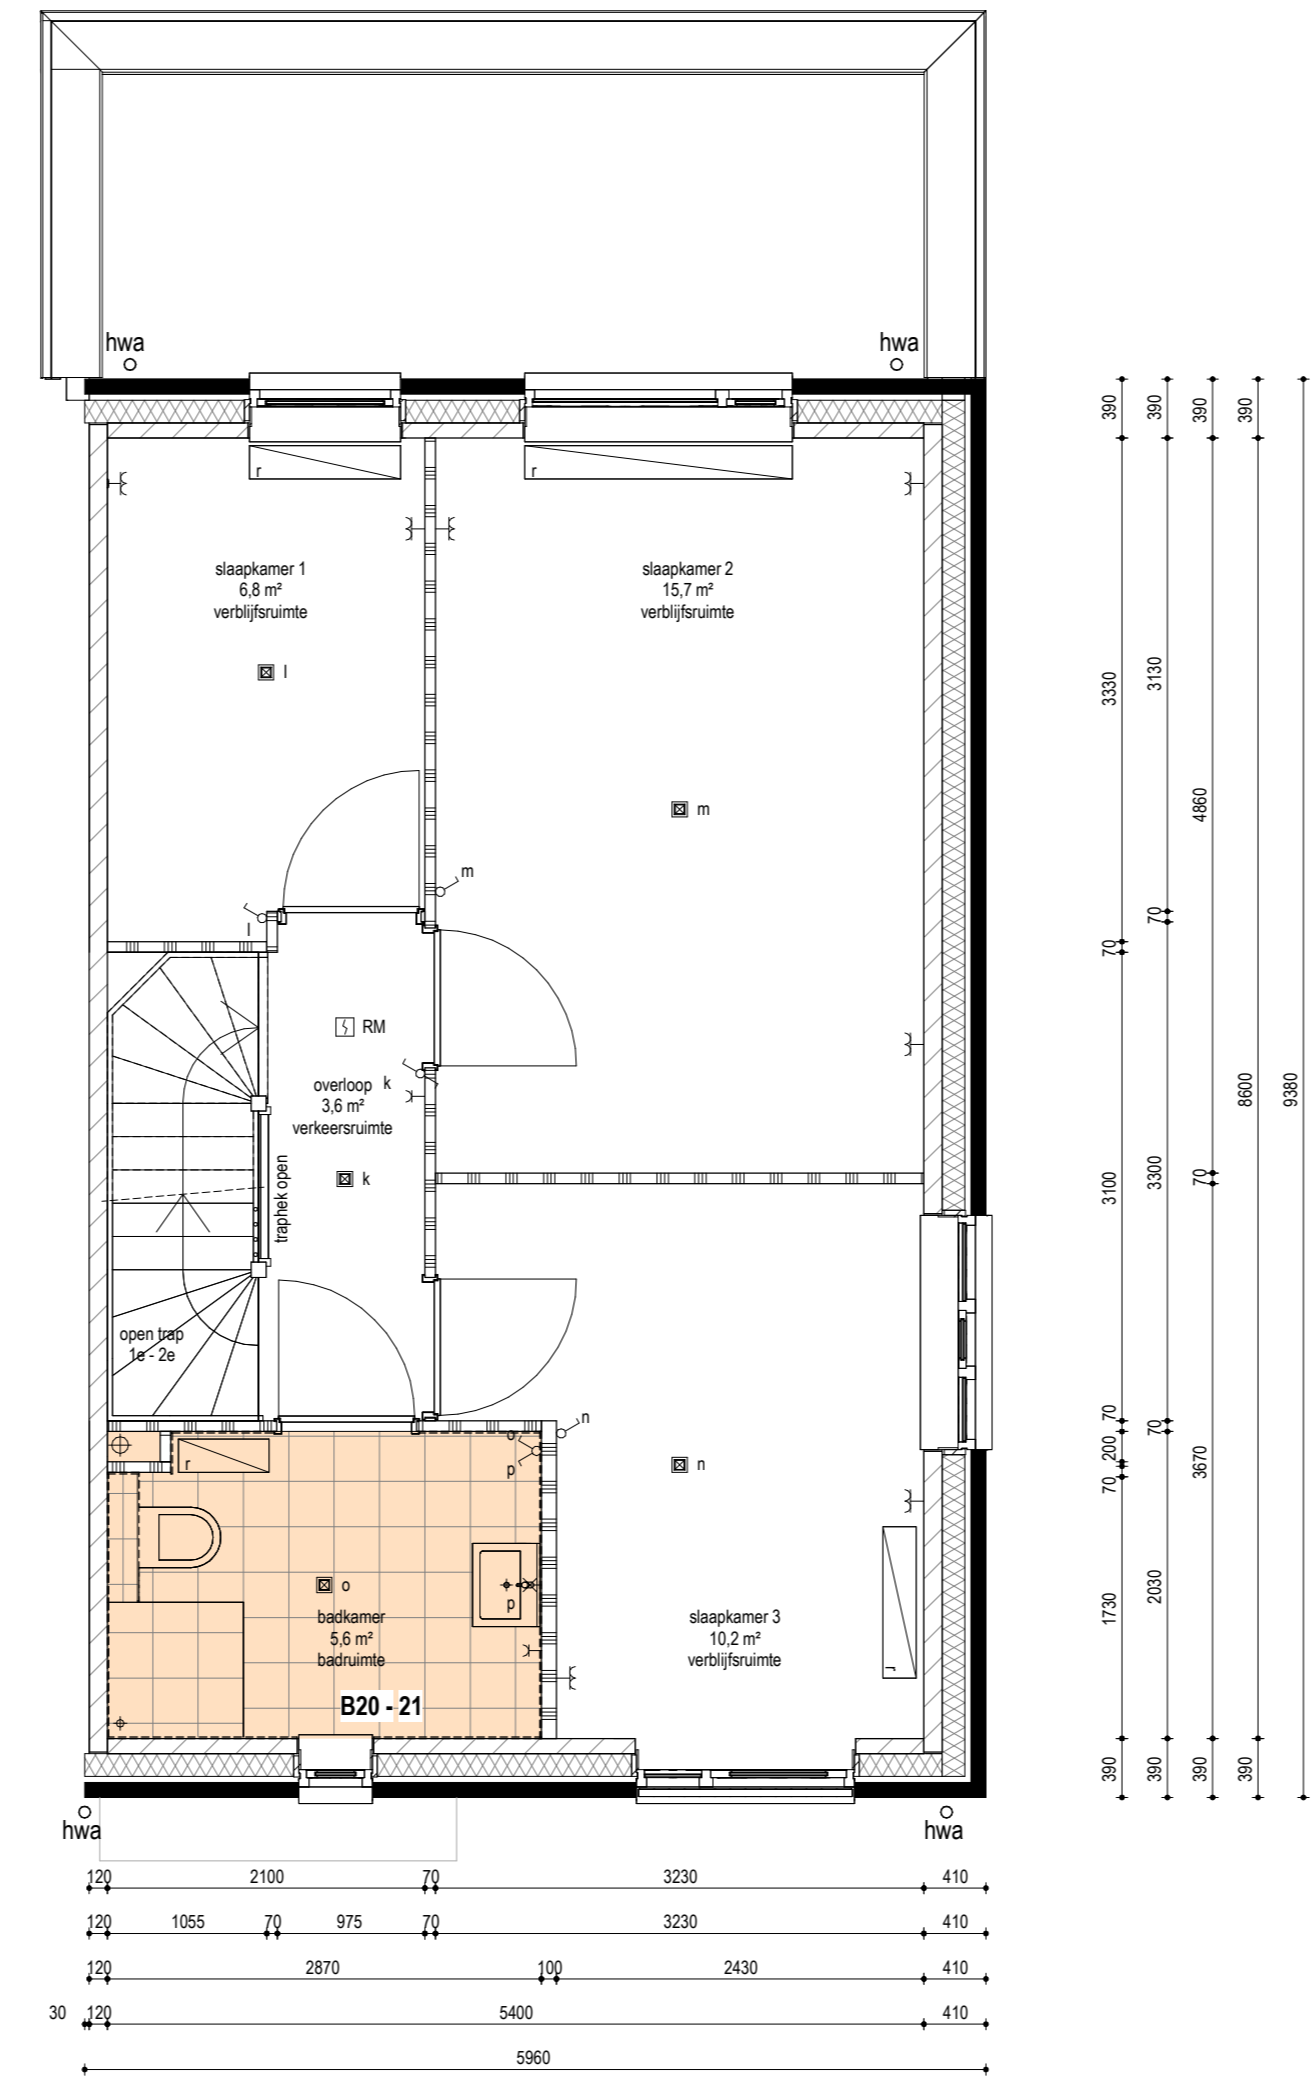 hwa
hwa
r
r
slaapkamer 1
6,8 m²
verblijfsruimte
slaapkamer 2
15,7 m²
verblijfsruimte
l
m
m
l
RM
overloop
3,6 m²
verkeersruimte
k
k
traphek open
open trap
1e - 2e
n
o
p
r
n
o
p
badkamer
5,6 m²
badruimte
B20 - 21
slaapkamer 3
10,2 m²
verblijfsruimte
r
hwa
hwa
390 3330 70 3100 70 200 70 1730 390
390 3130 70 3300 70 2030 390
390 4860 70 3670 390
390 8600 390
9380
120 2100 70 3230 410
120 1055 70 975 70 3230 410
120 2870 100 2430 410
30 120 5400 410
5960